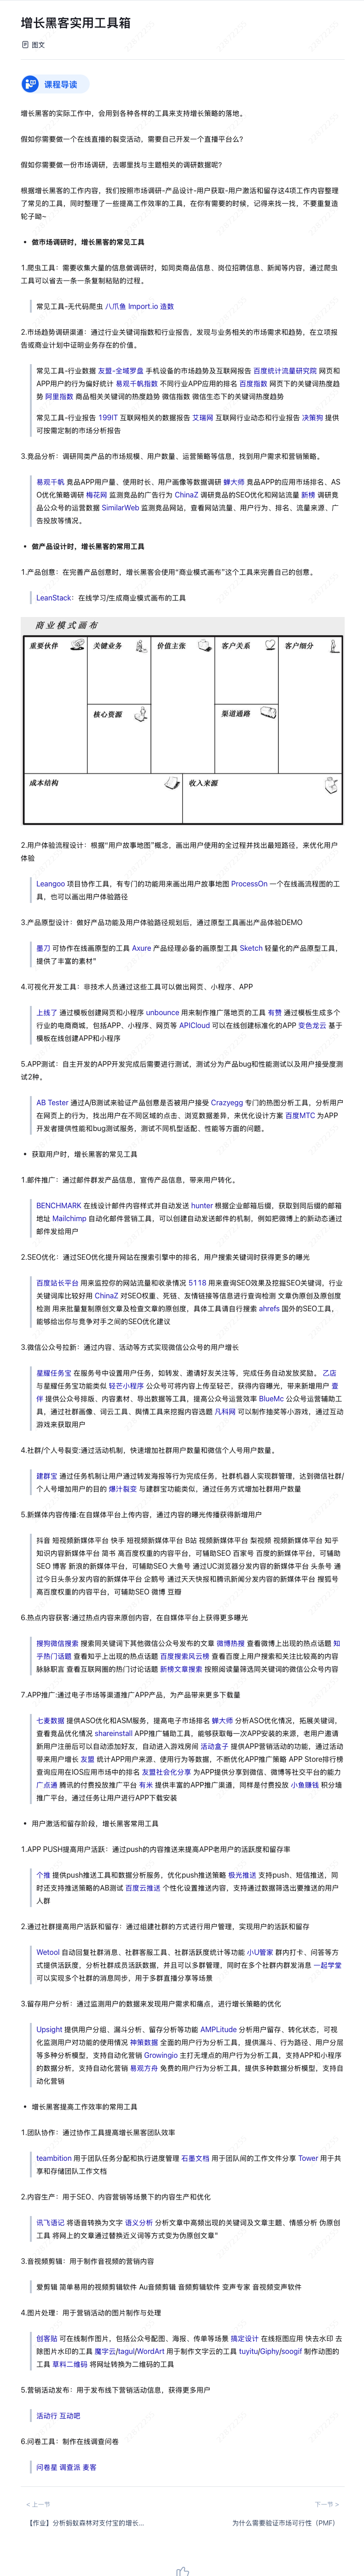 增长黑客实用工具箱
图文
课程导读
增长黑客的实际工作中，会用到各种各样的工具来支持增长策略的落地。
假如你需要做一个在线直播的裂变活动，需要自己开发一个直播平台么？
假如你需要做一份市场调研，去哪里找与主题相关的调研数据呢？
根据增长黑客的工作内容，我们按照市场调研-产品设计-用户获取-用户激活和留存这4项工作内容整理
了常见的工具，同时整理了一些提高工作效率的工具，在你有需要的时候，记得来找一找，不要重复造
轮子呦~
• 做市场调研时，增长黑客的常见工具
1.爬虫工具：需要收集大量的信息做调研时，如同类商品信息、岗位招聘信息、新闻等内容，通过爬虫
工具可以省去一条一条复制粘贴的过程。
常见工具-无代码爬虫 八爪鱼 Import.io 造数
2.市场趋势调研渠道：通过行业关键词指数和行业报告，发现与业务相关的市场需求和趋势，在立项报
告或商业计划中证明业务存在的价值。
常见工具-行业数据 友盟-全域罗盘 手机设备的市场趋势及互联网报告 百度统计流量研究院 网页和
APP用户的行为偏好统计 易观千帆指数 不同行业APP应用的排名 百度指数 网页下的关键词热度趋
势 阿里指数 商品相关关键词的热度趋势 微信指数 微信生态下的关键词热度趋势
常见工具-行业报告 199IT 互联网相关的数据报告 艾瑞网 互联网行业动态和行业报告 决策狗 提供
可按需定制的市场分析报告
3.竞品分析：调研同类产品的市场规模、用户数量、运营策略等信息，找到用户需求和营销策略。
易观千帆 竞品APP用户量、使用时长、用户画像等数据调研 蝉大师 竞品APP的应用市场排名、AS
O优化策略调研 梅花网 监测竞品的广告行为 ChinaZ 调研竞品的SEO优化和网站流量 新榜 调研竞
品公众号的运营数据 SimilarWeb 监测竞品网站，查看网站流量、用户行为、排名、流量来源、广
告投放等情况。
• 做产品设计时，增长黑客的常用工具
1.产品创意：在完善产品创意时，增长黑客会使用“商业模式画布”这个工具来完善自己的创意。
LeanStack：在线学习/生成商业模式画布的工具
商业模式画布
重要伙伴 关键业务 价值主张 客户关系 客户细分
核心资源 渠道通路
成本结构 收入来源
2.用户体验流程设计：根据“用户故事地图”概念，画出用户使用的全过程并找出最短路径，来优化用户
体验
Leangoo 项目协作工具，有专门的功能用来画出用户故事地图 ProcessOn 一个在线画流程图的工
具，也可以画出用户体验路径
3.产品原型设计：做好产品功能及用户体验路径规划后，通过原型工具画出产品体验DEMO
墨刀 可协作在线画原型的工具 Axure 产品经理必备的画原型工具 Sketch 轻量化的产品原型工具，
提供了丰富的素材"
4.可视化开发工具：非技术人员通过这些工具可以做出网页、小程序、APP
上线了 通过模板创建网页和小程序 unbounce 用来制作推广落地页的工具 有赞 通过模板生成多个
行业的电商商城，包括APP、小程序、网页等 APICloud 可以在线创建标准化的APP 变色龙云 基于
模板在线创建APP和小程序
5.APP测试：自主开发的APP开发完成后需要进行测试，测试分为产品bug和性能测试以及用户接受度测
试2种。
AB Tester 通过A/B测试来验证产品创意是否被用户接受 Crazyegg 专门的热图分析工具，分析用户
在网页上的行为，找出用户在不同区域的点击、浏览数据差异，来优化设计方案 百度MTC 为APP
开发者提供性能和bug测试服务，测试不同机型适配、性能等方面的问题。
• 获取用户时，增长黑客的常见工具
1.邮件推广：通过邮件群发产品信息，宣传产品信息，带来用户转化。
BENCHMARK 在线设计邮件内容样式并自动发送 hunter 根据企业邮箱后缀，获取到同后缀的邮箱
地址 Mailchimp 自动化邮件营销工具，可以创建自动发送邮件的机制，例如把微博上的新动态通过
邮件发给用户
2.SEO优化：通过SEO优化提升网站在搜索引擎中的排名，用户搜索关键词时获得更多的曝光
百度站长平台 用来监控你的网站流量和收录情况 5118 用来查询SEO效果及挖掘SEO关键词，行业
关键词库比较好用 ChinaZ 对SEO权重、死链、友情链接等信息进行查询检测 文章伪原创及原创度
检测 用来批量复制原创文章及检查文章的原创度，具体工具请自行搜索 ahrefs 国外的SEO工具，
能够给出你与竞争对手之间的SEO优化建议
3.微信公众号拉新：通过内容、活动等方式实现微信公众号的用户增长
星耀任务宝 在服务号中设置用户任务，如转发、邀请好友关注等，完成任务自动发放奖励。 乙店
与星耀任务宝功能类似 轻芒小程序 公众号可将内容上传至轻芒，获得内容曝光，带来新增用户 壹
伴 提供公众号排版、内容素材、导出数据等工具，提高公众号运营效率 BlueMc 公众号运营辅助工
具，通过社群画像、词云工具、舆情工具来挖掘内容选题 凡科网 可以制作抽奖等小游戏，通过互动
游戏来获取用户
4.社群/个人号裂变:通过活动机制，快速增加社群用户数量和微信个人号用户数量。
建群宝 通过任务机制让用户通过转发海报等行为完成任务，社群机器人实现群管理，达到微信社群/
个人号增加用户的目的 爆汁裂变 与建群宝功能类似，通过任务方式增加社群用户数量
5.新媒体内容传播:在自媒体平台上传内容，通过内容的曝光传播获得新增用户
抖音 短视频新媒体平台 快手 短视频新媒体平台 B站 视频新媒体平台 梨视频 视频新媒体平台 知乎
知识内容新媒体平台 简书 高百度权重的内容平台，可辅助SEO 百家号 百度的新媒体平台，可辅助
SEO 博客 新浪的新媒体平台，可辅助SEO 大鱼号 通过UC浏览器分发内容的新媒体平台 头条号 通
过今日头条分发内容的新媒体平台 企鹅号 通过天天快报和腾讯新闻分发内容的新媒体平台 搜狐号
高百度权重的内容平台，可辅助SEO 微博 豆瓣
6.热点内容获客:通过热点内容来原创内容，在自媒体平台上获得更多曝光
搜狗微信搜索 搜索同关键词下其他微信公众号发布的文章 微博热搜 查看微博上出现的热点话题 知
乎热门话题 查看知乎上出现的热点话题 百度搜索风云榜 查看百度上用户搜索和关注比较高的内容
脉脉职言 查看互联网圈的热门讨论话题 新榜文章搜索 按照阅读量筛选同关键词的微信公众号内容
7.APP推广:通过电子市场等渠道推广APP产品，为产品带来更多下载量
七麦数据 提供ASO优化和ASM服务，提高电子市场排名 蝉大师 分析ASO优化情况，拓展关键词，
查看竞品优化情况 shareinstall APP推广辅助工具，能够获取每一次APP安装的来源，老用户邀请
新用户注册后可以自动添加好友，自动进入游戏房间 活动盒子 提供APP营销活动的功能，通过活动
带来用户增长 友盟 统计APP用户来源、使用行为等数据，不断优化APP推广策略 APP Store排行榜
查询应用在IOS应用市场中的排名 友盟社会化分享 为APP提供分享到微信、微博等社交平台的能力
广点通 腾讯的付费投放推广平台 有米 提供丰富的APP推广渠道，同样是付费投放 小鱼赚钱 积分墙
推广平台，通过任务让用户进行APP下载安装
• 用户激活和留存阶段，增长黑客常用工具
1.APP PUSH提高用户活跃：通过push的内容推送来提高APP老用户的活跃度和留存率
个推 提供push推送工具和数据分析服务，优化push推送策略 极光推送 支持push、短信推送，同
时还支持推送策略的AB测试 百度云推送 个性化设置推送内容，支持通过数据筛选出要推送的用户
人群
2.通过社群提高用户活跃和留存：通过组建社群的方式进行用户管理，实现用户的活跃和留存
Wetool 自动回复社群消息、社群客服工具、社群活跃度统计等功能 小U管家 群内打卡、问答等方
式提供活跃度，分析社群成员活跃数据，并且可以多群管理，同时在多个社群内群发消息 一起学堂
可以实现多个社群的消息同步，用于多群直播分享等场景
3.留存用户分析：通过监测用户的数据来发现用户需求和痛点，进行增长策略的优化
Upsight 提供用户分组、漏斗分析、留存分析等功能 AMPLitude 分析用户留存、转化状态，可视
化监测用户对功能的使用情况 神策数据 全面的用户行为分析工具，提供漏斗、行为路径、用户分层
等多种分析模型，支持自动化营销 Growingio 主打无埋点的用户行为分析工具，支持APP和小程序
的数据分析，支持自动化营销 易观方舟 免费的用户行为分析工具，提供多种数据分析模型，支持自
动化营销
• 增长黑客提高工作效率的常用工具
1.团队协作：通过协作工具提高增长黑客团队效率
teambition 用于团队任务分配和执行进度管理 石墨文档 用于团队间的工作文件分享 Tower 用于共
享和存储团队工作文档
2.内容生产：用于SEO、内容营销等场景下的内容生产和优化
讯飞语记 将语音转换为文字 语义分析 分析文章中高频出现的关键词及文章主题、情感分析 伪原创
工具 将网上的文章通过替换近义词等方式变为伪原创文章"
3.音视频剪辑：用于制作音视频的营销内容
爱剪辑 简单易用的视频剪辑软件 Au音频剪辑 音频剪辑软件 变声专家 音视频变声软件
4.图片处理：用于营销活动的图片制作与处理
创客贴 可在线制作图片，包括公众号配图、海报、传单等场景 搞定设计 在线抠图应用 快去水印 去
除图片水印的工具 魔字云/tagul/WordArt 用于制作文字云的工具 tuyitu/Giphy/soogif 制作动图的
工具 草料二维码 将网址转换为二维码的工具
5.营销活动发布：用于发布线下营销活动信息，获得更多用户
活动行 互动吧
6.问卷工具：制作在线调查问卷
问卷星 调查派 麦客
< 上一节 下一节 >
【作业】分析蚂蚁森林对支付宝的增长... 为什么需要验证市场可行性（PMF）